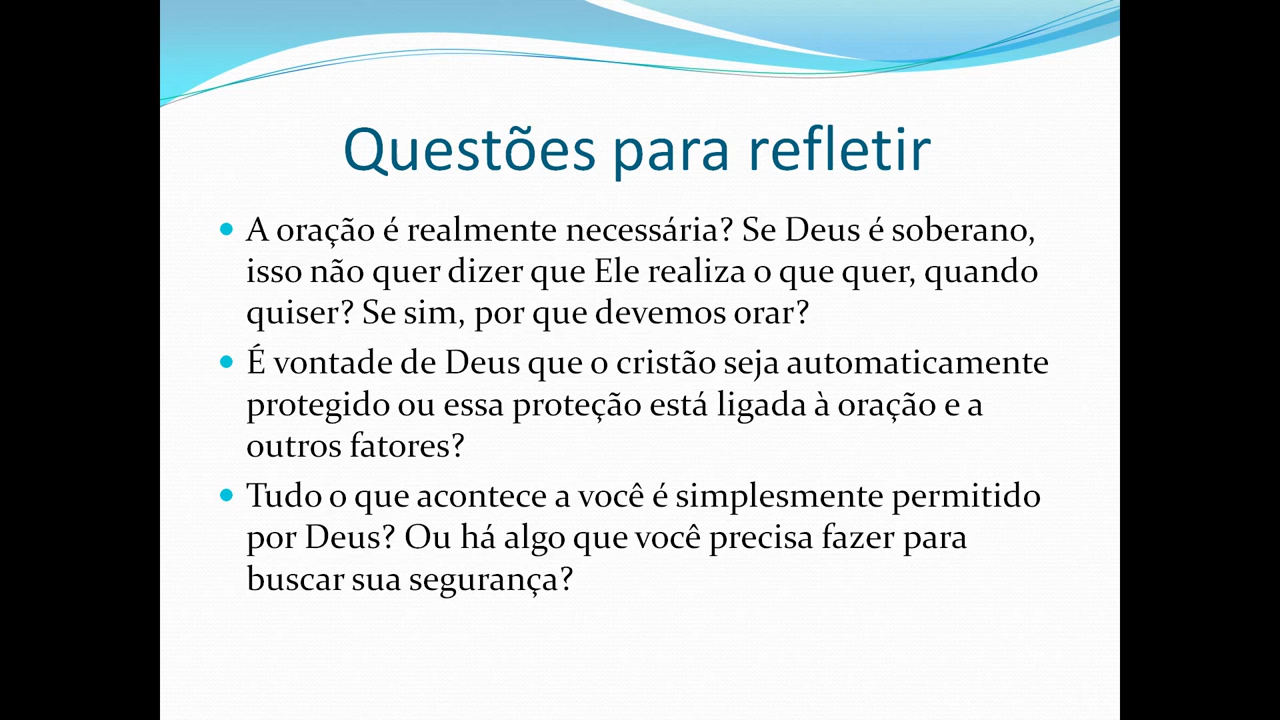 Questões para refletir
• A oração é realmente necessária? Se Deus é soberano,
isso não quer dizer que Ele realiza o que quer, quando
quiser? Se sim, por que devemos orar?
• É vontade de Deus que o cristão seja automaticamente
protegido ou essa proteção está ligada à oração e a
outros fatores?
• Tudo o que acontece a você é simplesmente permitido
por Deus? Ou há algo que você precisa fazer para
buscar sua segurança?